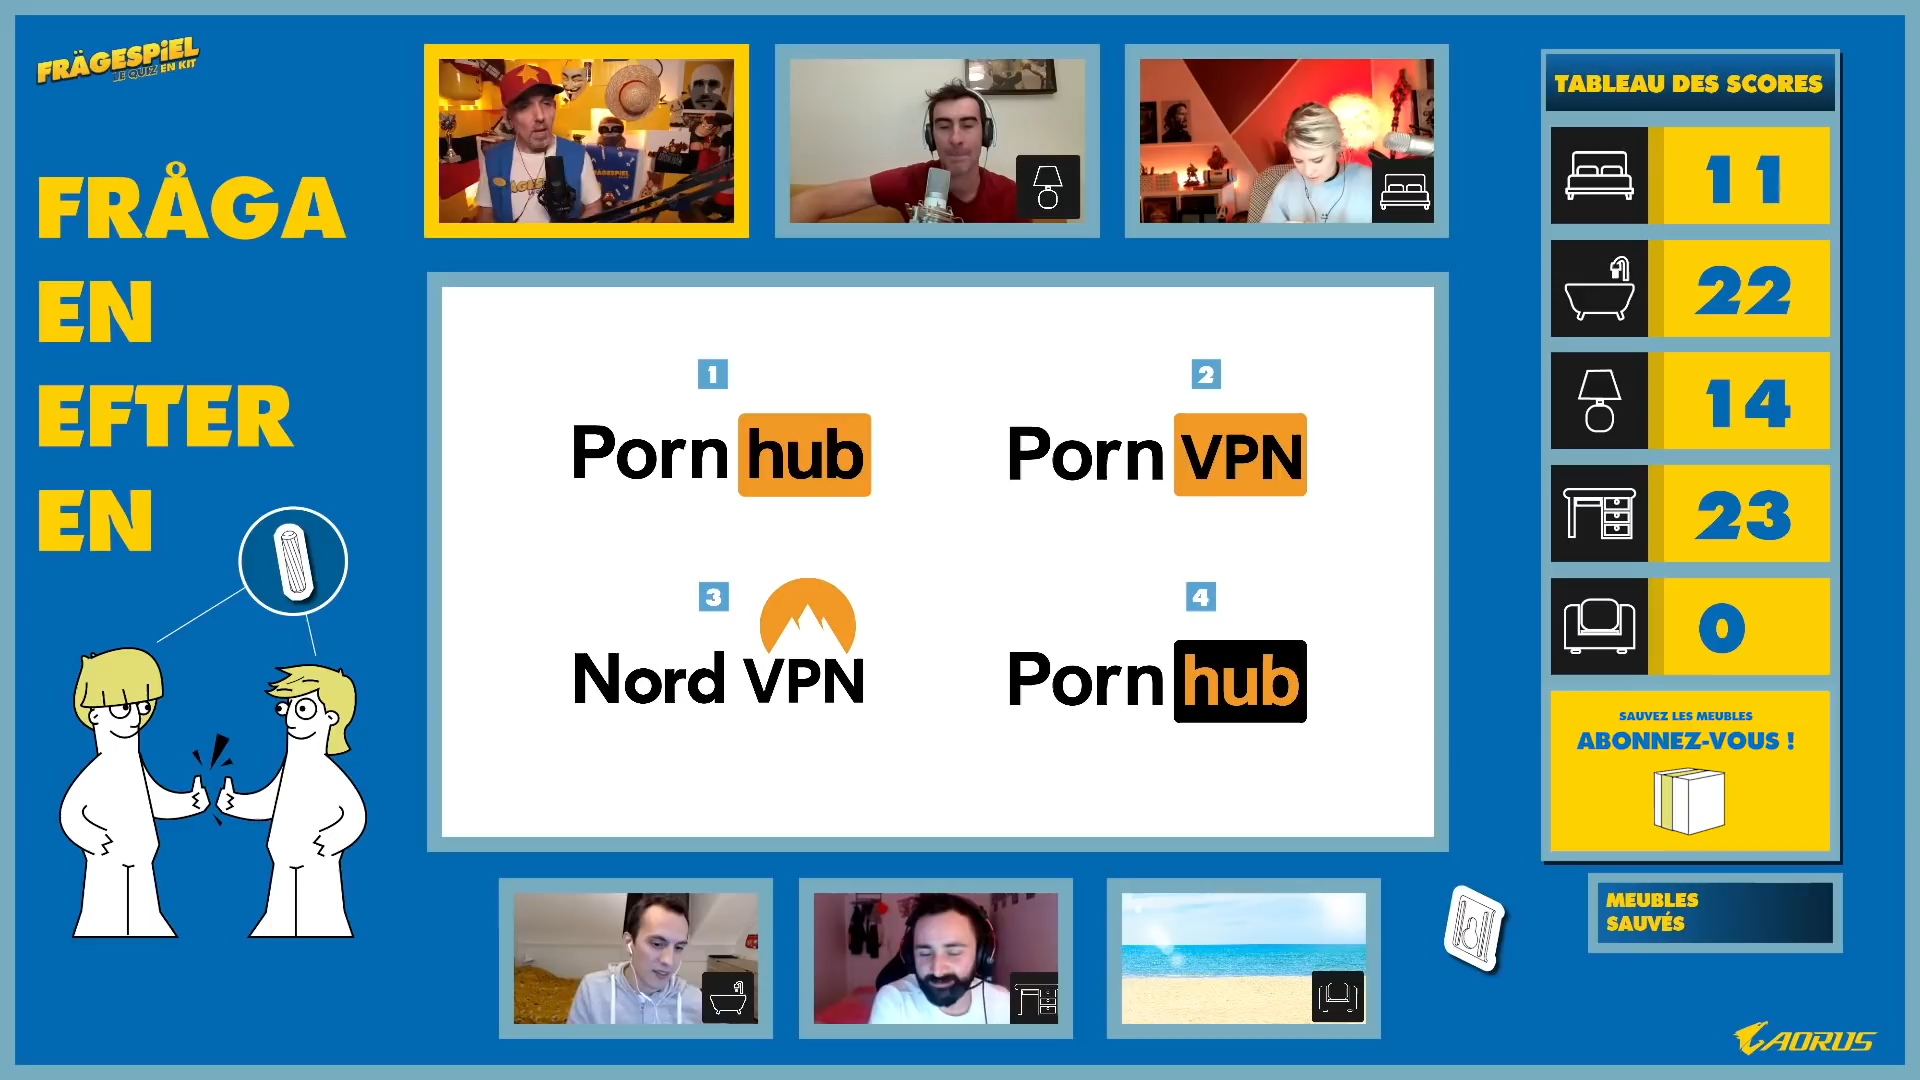 FRÄGESPIEL
LE QUIZ EN KIT
FRÅGA
EN
EFTER
EN
1
Porn hub
2
Porn VPN
3
Nord VPN
4
Porn hub
TABLEAU DES SCORES
11
22
14
23
0
SAUVEZ LES MEUBLES
ABONNEZ-VOUS !
MEUBLES
SAUVÉS
AORUS